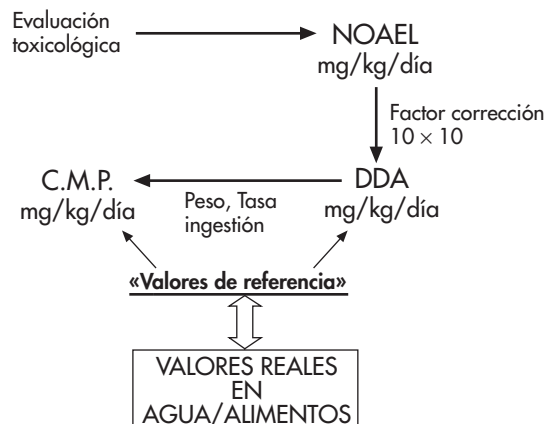 Evaluación
toxicológica
NOAEL
mg/kg/día
Factor corrección
10 × 10
C.M.P.
mg/kg/día
Peso, Tasa
ingestión
DDA
mg/kg/día
«Valores de referencia»
VALORES REALES
EN
AGUA/ALIMENTOS